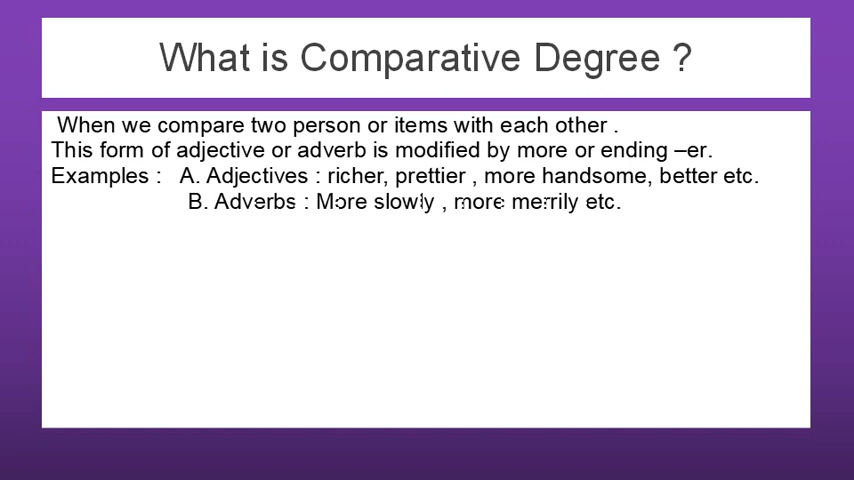 What is Comparative Degree ?
When we compare two person or items with each other .
This form of adjective or adverb is modified by more or ending –er.
Examples : A. Adjectives : richer, prettier , more handsome, better etc.
B. Adverbs : More slowly , more merrily etc.